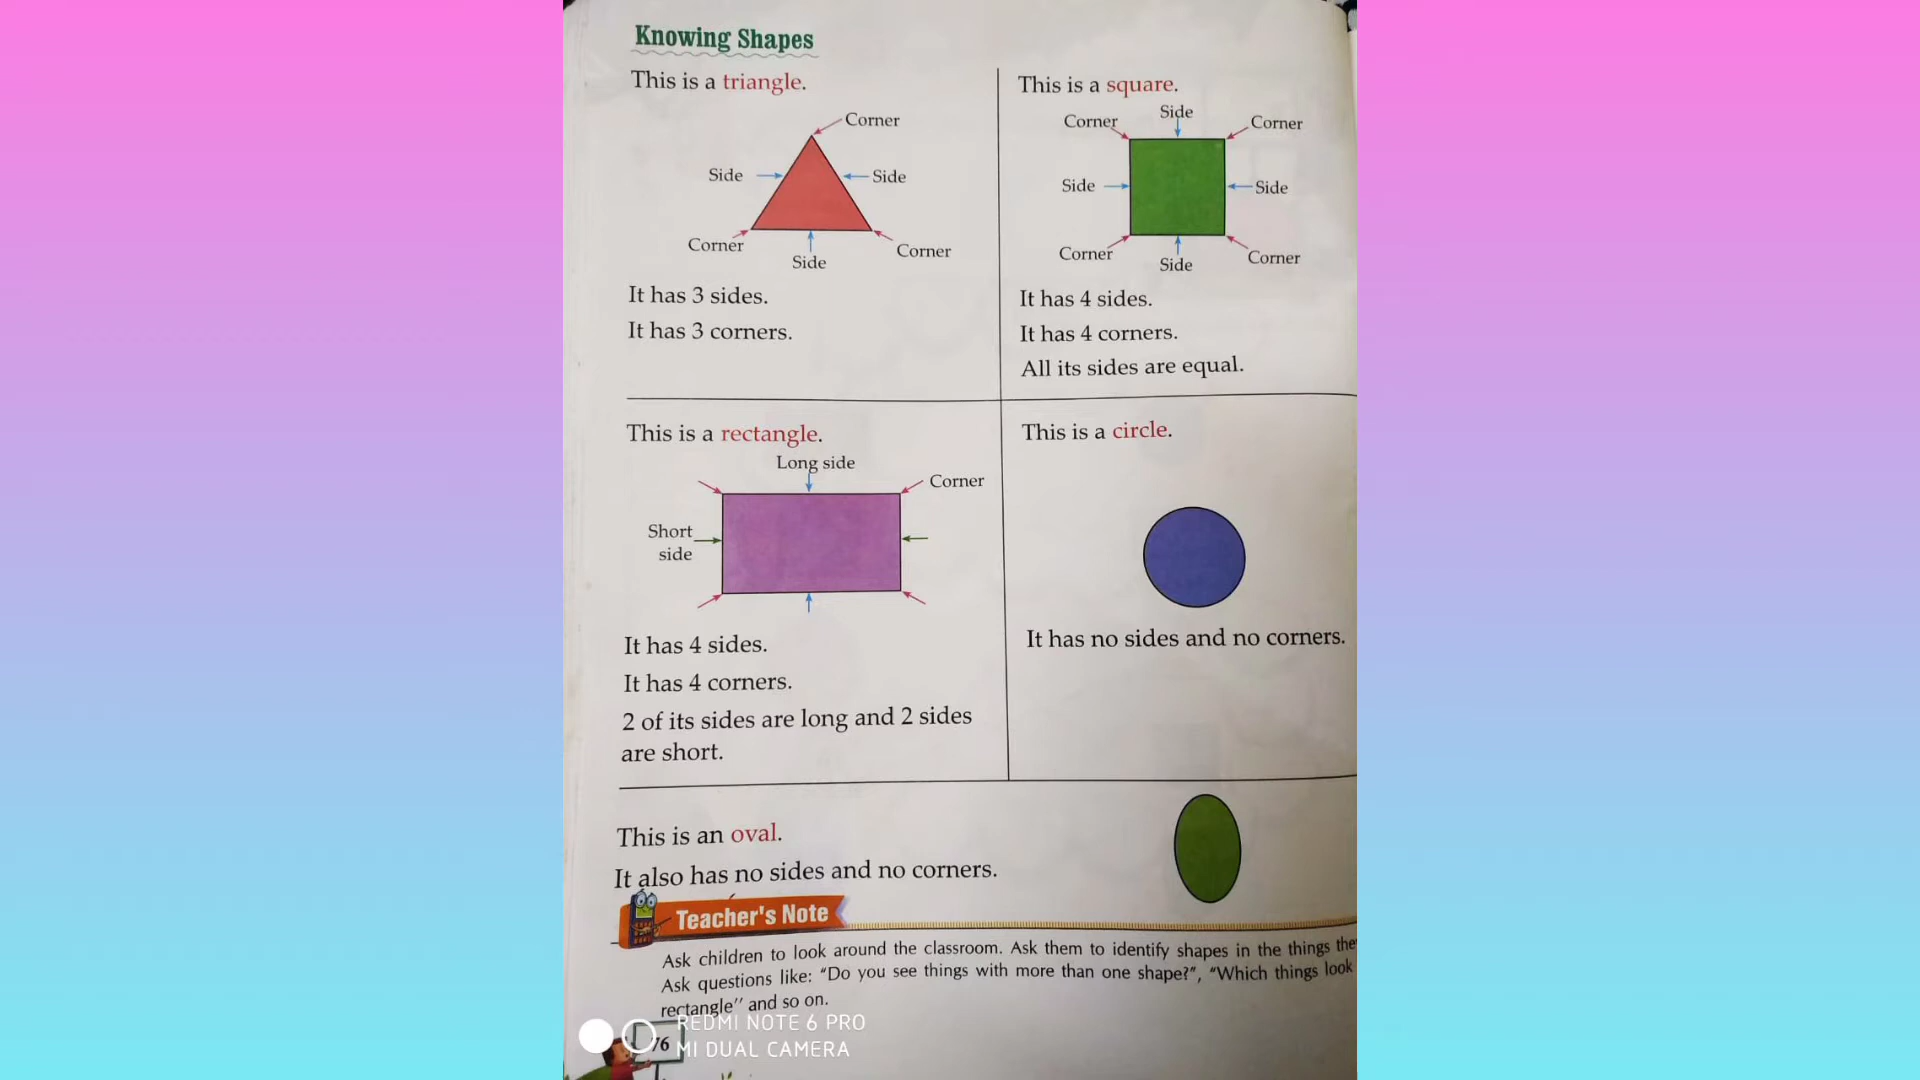 Knowing Shapes
This is a triangle.
Corner
Side
Side
Corner
Corner
Side
It has 3 sides.
It has 3 corners.
This is a square.
Side
Corner
Corner
Side
Side
Corner
Corner
Side
It has 4 sides.
It has 4 corners.
All its sides are equal.
This is a rectangle.
Long side
Corner
Short
side
It has 4 sides.
It has 4 corners.
2 of its sides are long and 2 sides
are short.
This is a circle.
It has no sides and no corners.
This is an oval.
It also has no sides and no corners.
Teacher's Note
Ask children to look around the classroom. Ask them to identify shapes in the things
Ask questions like: “Do you see things with more than one shape?”, “Which things look
rectangle’’ and so on.
76
REDMI NOTE 6 PRO
MI DUAL CAMERA